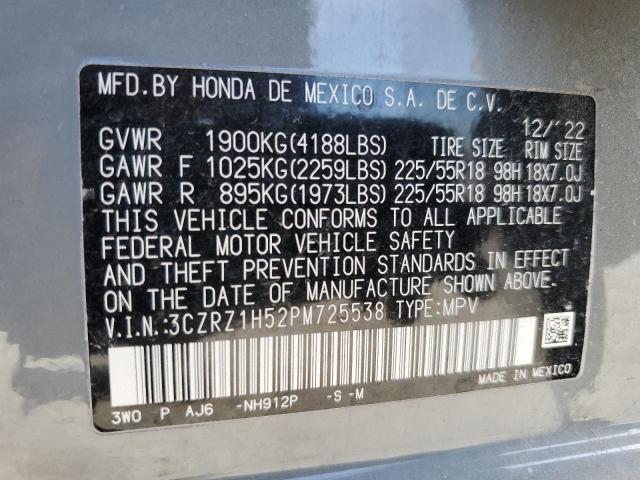 MFD.BY HONDA DE MEXICO S.A. DE C.V.
12/'22
GVWR 1900KG(4188LBS) TIRE SIZE RIM SIZE
GAWR F 1025KG(2259LBS) 225/55R18 98H 18X7.0J
GAWR R 895KG(1973LBS) 225/55R18 98H 18X7.0J
THIS VEHICLE CONFORMS TO ALL APPLICABLE
FEDERAL MOTOR VEHICLE SAFETY
AND THEFT PREVENTION STANDARDS IN EFFECT
ON THE DATE OF MANUFACTURE SHOWN ABOVE.
V.I.N.:3CZRZ1H52PM725538 TYPE:MPV
MADE IN MEXICO
3W0 P AJ6 -NH912P -S -M